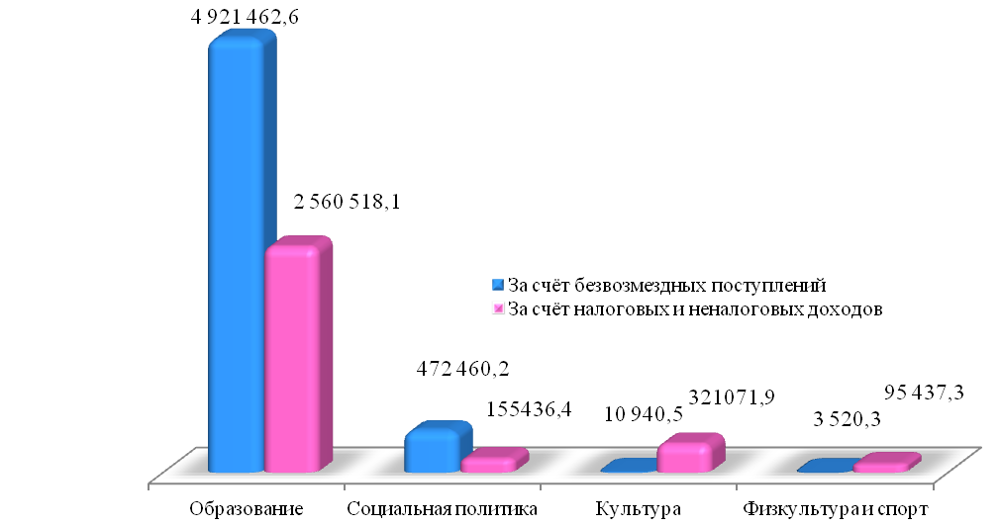 4 921 462,6
2 560 518,1
За счёт безвозмездных поступлений
За счёт налоговых и неналоговых доходов
472 460,2
155436,4
10 940,5
321071,9
3 520,3
95 437,3
Образование
Социальная политика
Культура
Физкультура и спорт